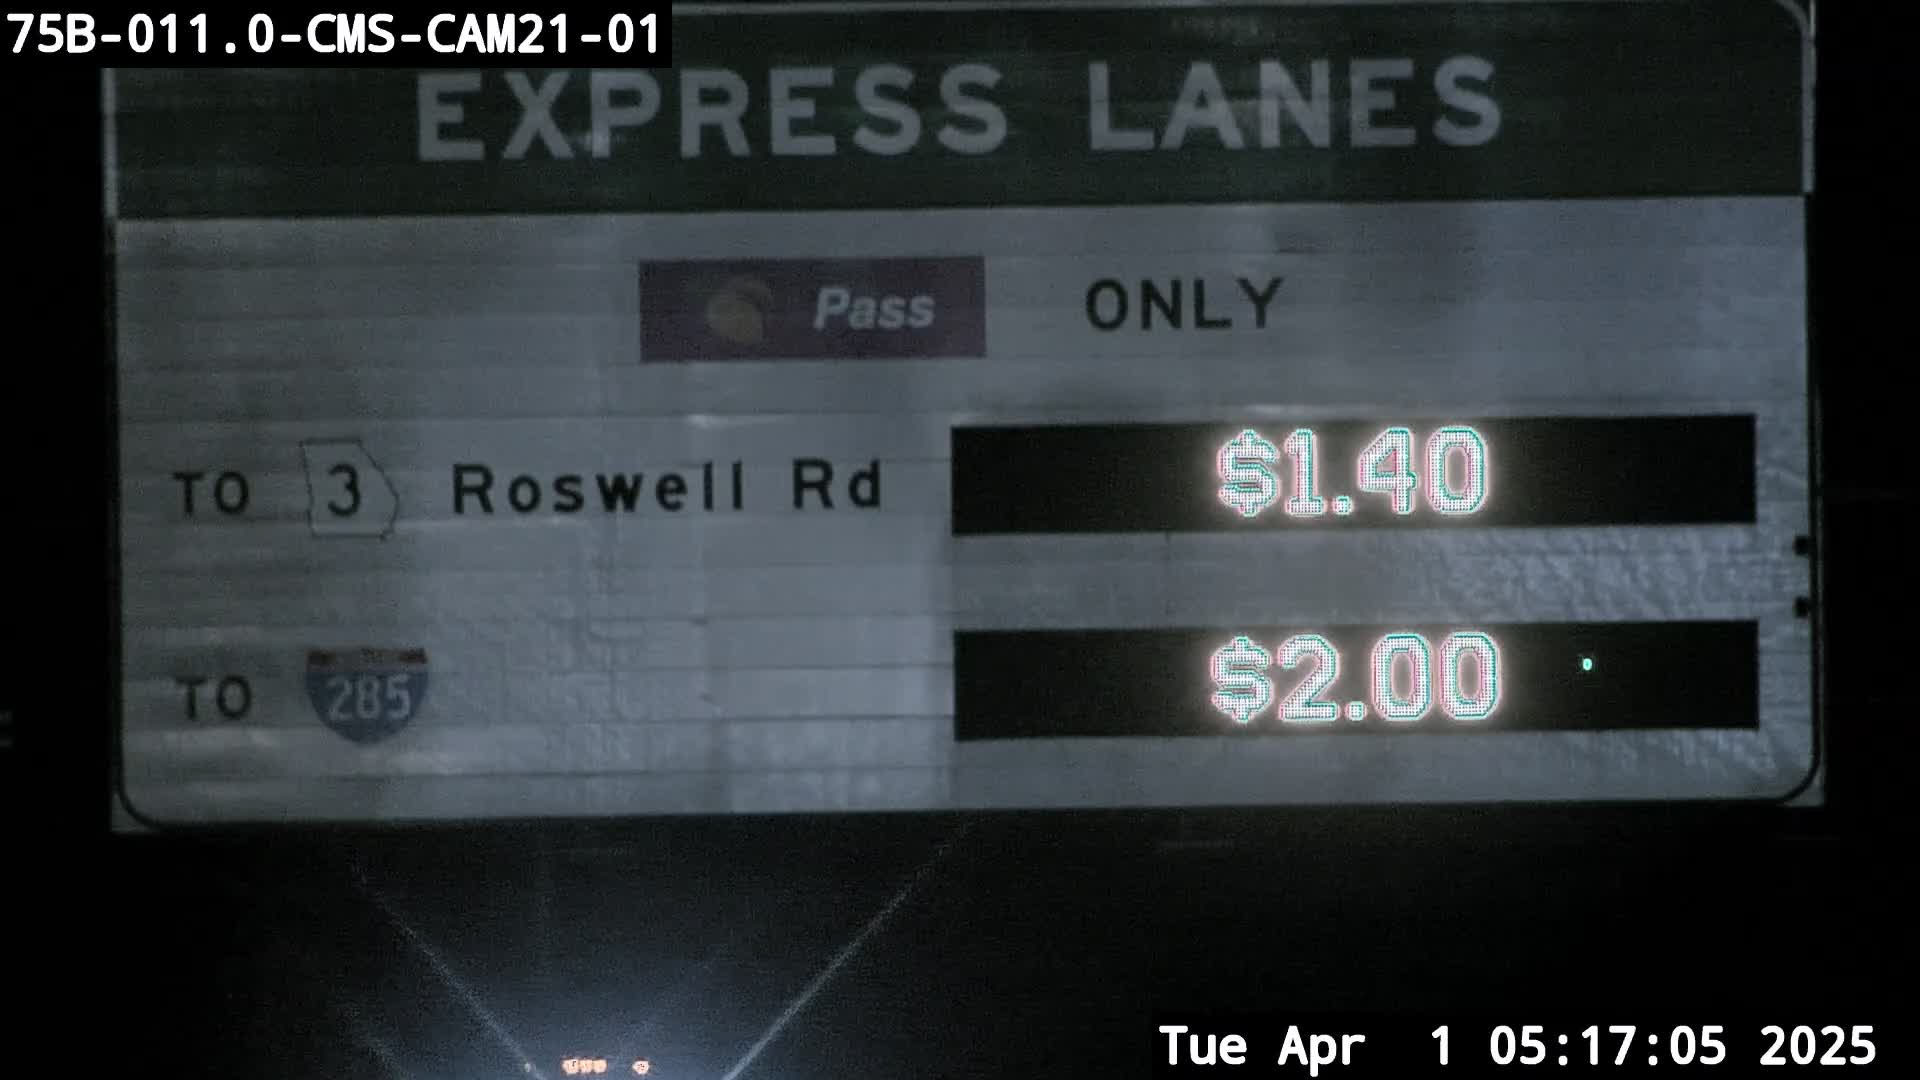 75B-011.0-CMS-CAM21-01
EXPRESS LANES
Pass ONLY
TO 3 Roswell Rd $1.40
TO 285 $2.00
Tue Apr 1 05:17:05 2025